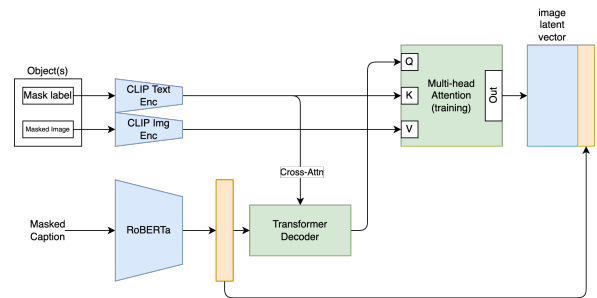 image
latent
vector
Object(s)
Mask label
Masked Image
CLIP Text
Enc
CLIP Img
Enc
Q
K
V
Multi-head
Attention
(training)
Out
Cross-Attn
Masked
Caption
RoBERTa
Transformer
Decoder